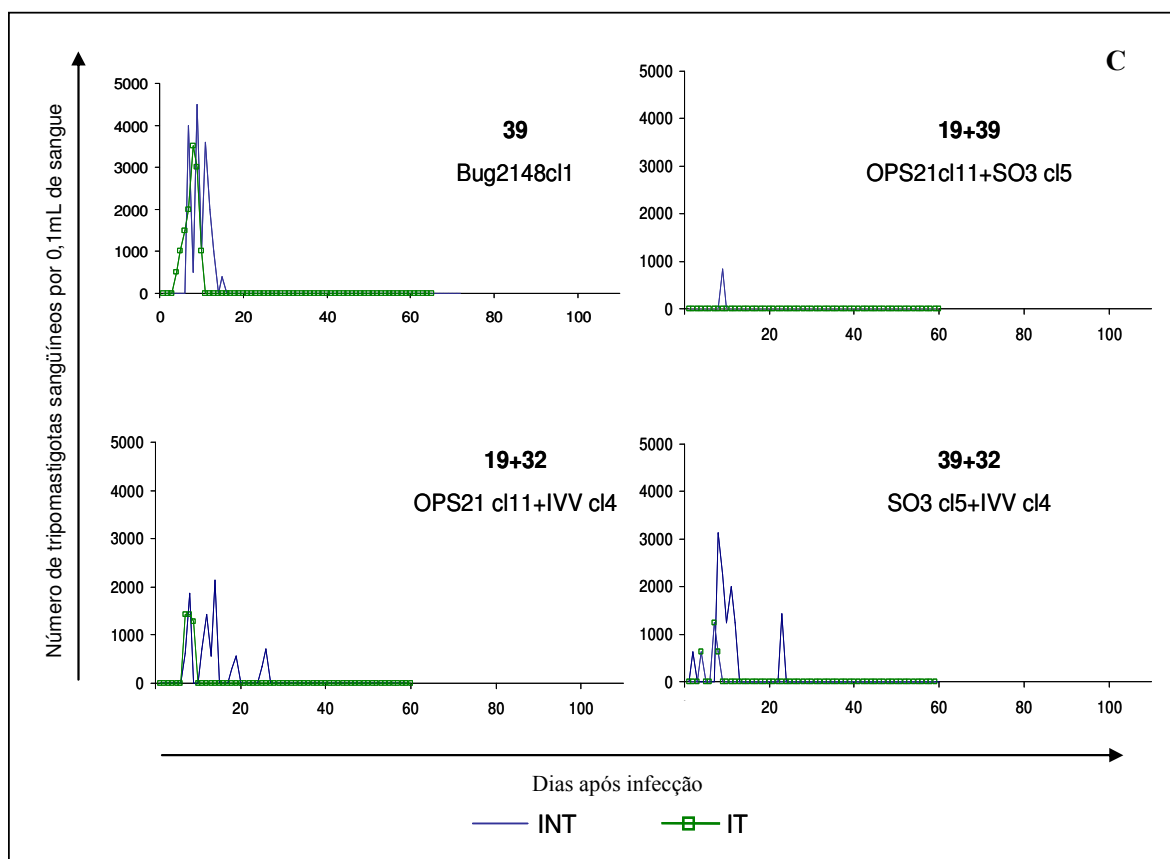 C
Número de tripomastigotas sangüíneos por 0,1mL de sangue
5000
4000
3000
2000
1000
0
0 20 40 60 80 100
39
Bug2148cl1
5000
4000
3000
2000
1000
0
20 40 60 80 100
19+39
OPS21cl11+SO3 cl5
5000
4000
3000
2000
1000
0
20 40 60 80 100
19+32
OPS21 cl11+IVV cl4
5000
4000
3000
2000
1000
0
20 40 60 80 100
39+32
SO3 cl5+IVV cl4
Dias após infecção
INT IT